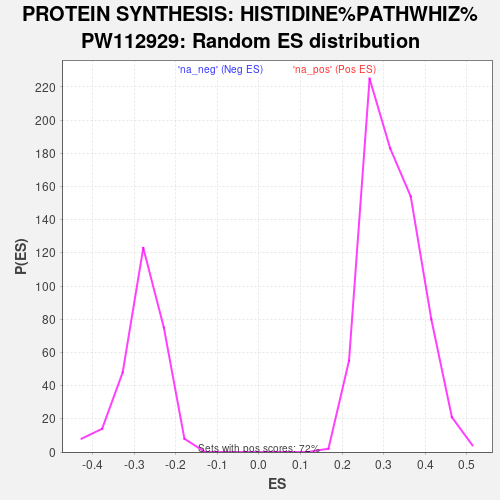 PROTEIN SYNTHESIS: HISTIDINE%PATHWHIZ%
PW112929: Random ES distribution
'na_neg' (Neg ES) 'na_pos' (Pos ES)
220
200
180
160
140
120
100
80
60
40
20
0
P(ES)
Sets with pos scores: 72%
-0.4 -0.3 -0.2 -0.1 0.0 0.1 0.2 0.3 0.4 0.5
ES